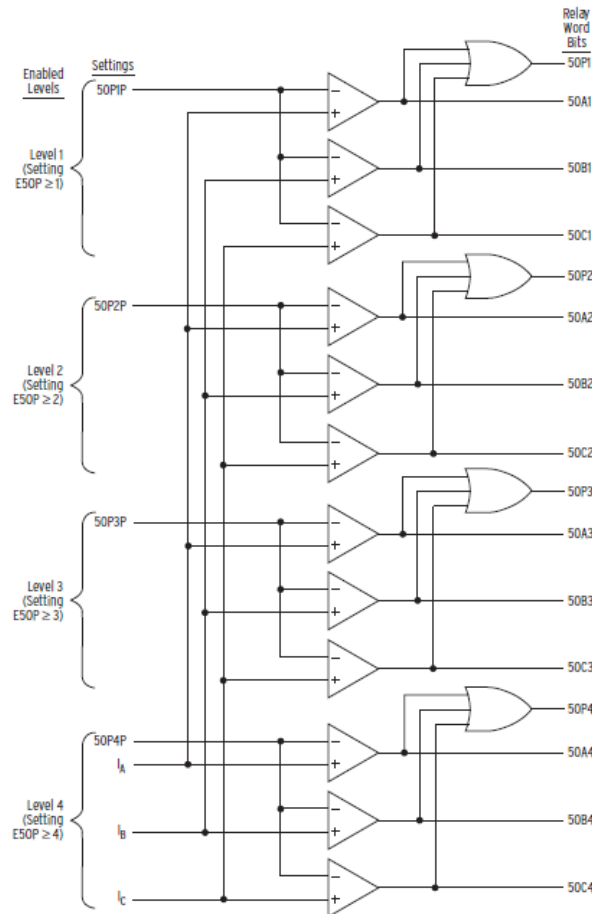 Relay
Word
Bits
Enabled
Levels
Settings
50P1P
Level 1
(Setting
E50P ≥ 1)
50P1
50A1
50B1
50C1
50P2P
Level 2
(Setting
E50P ≥ 2)
50P2
50A2
50B2
50C2
50P3P
Level 3
(Setting
E50P ≥ 3)
50P3
50A3
50B3
50C3
50P4P
IA
IB
IC
Level 4
(Setting
E50P ≥ 4)
50P4
50A4
50B4
50C4
−
+
−
+
−
+
−
+
−
+
−
+
−
+
−
+
−
+
−
+
−
+
−
+